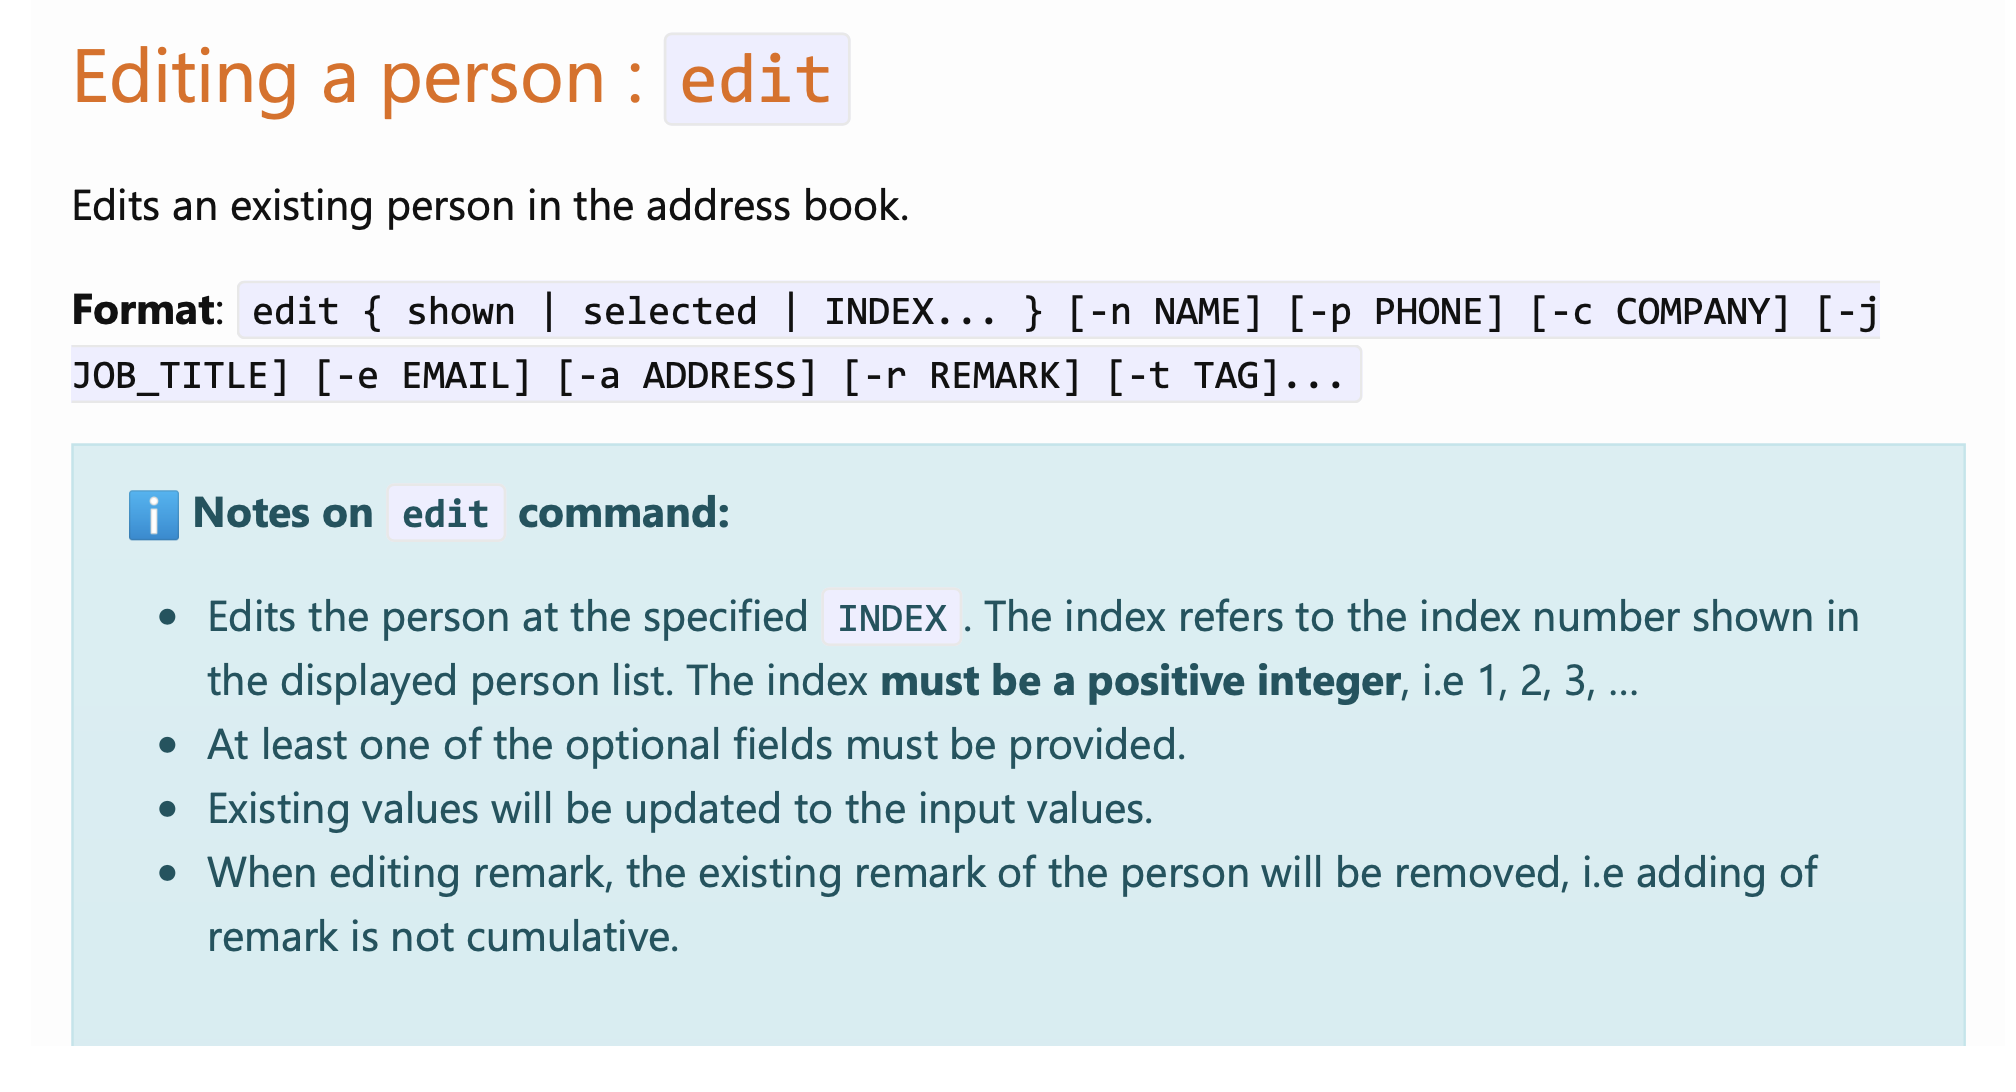 Editing a person : edit
Edits an existing person in the address book.
Format: edit { shown | selected | INDEX... } [-n NAME] [-p PHONE] [-c COMPANY] [-j
JOB_TITLE] [-e EMAIL] [-a ADDRESS] [-r REMARK] [-t TAG]...
ℹ️ Notes on edit command:
• Edits the person at the specified INDEX. The index refers to the index number shown in
the displayed person list. The index must be a positive integer, i.e 1, 2, 3, …
• At least one of the optional fields must be provided.
• Existing values will be updated to the input values.
• When editing remark, the existing remark of the person will be removed, i.e adding of
remark is not cumulative.